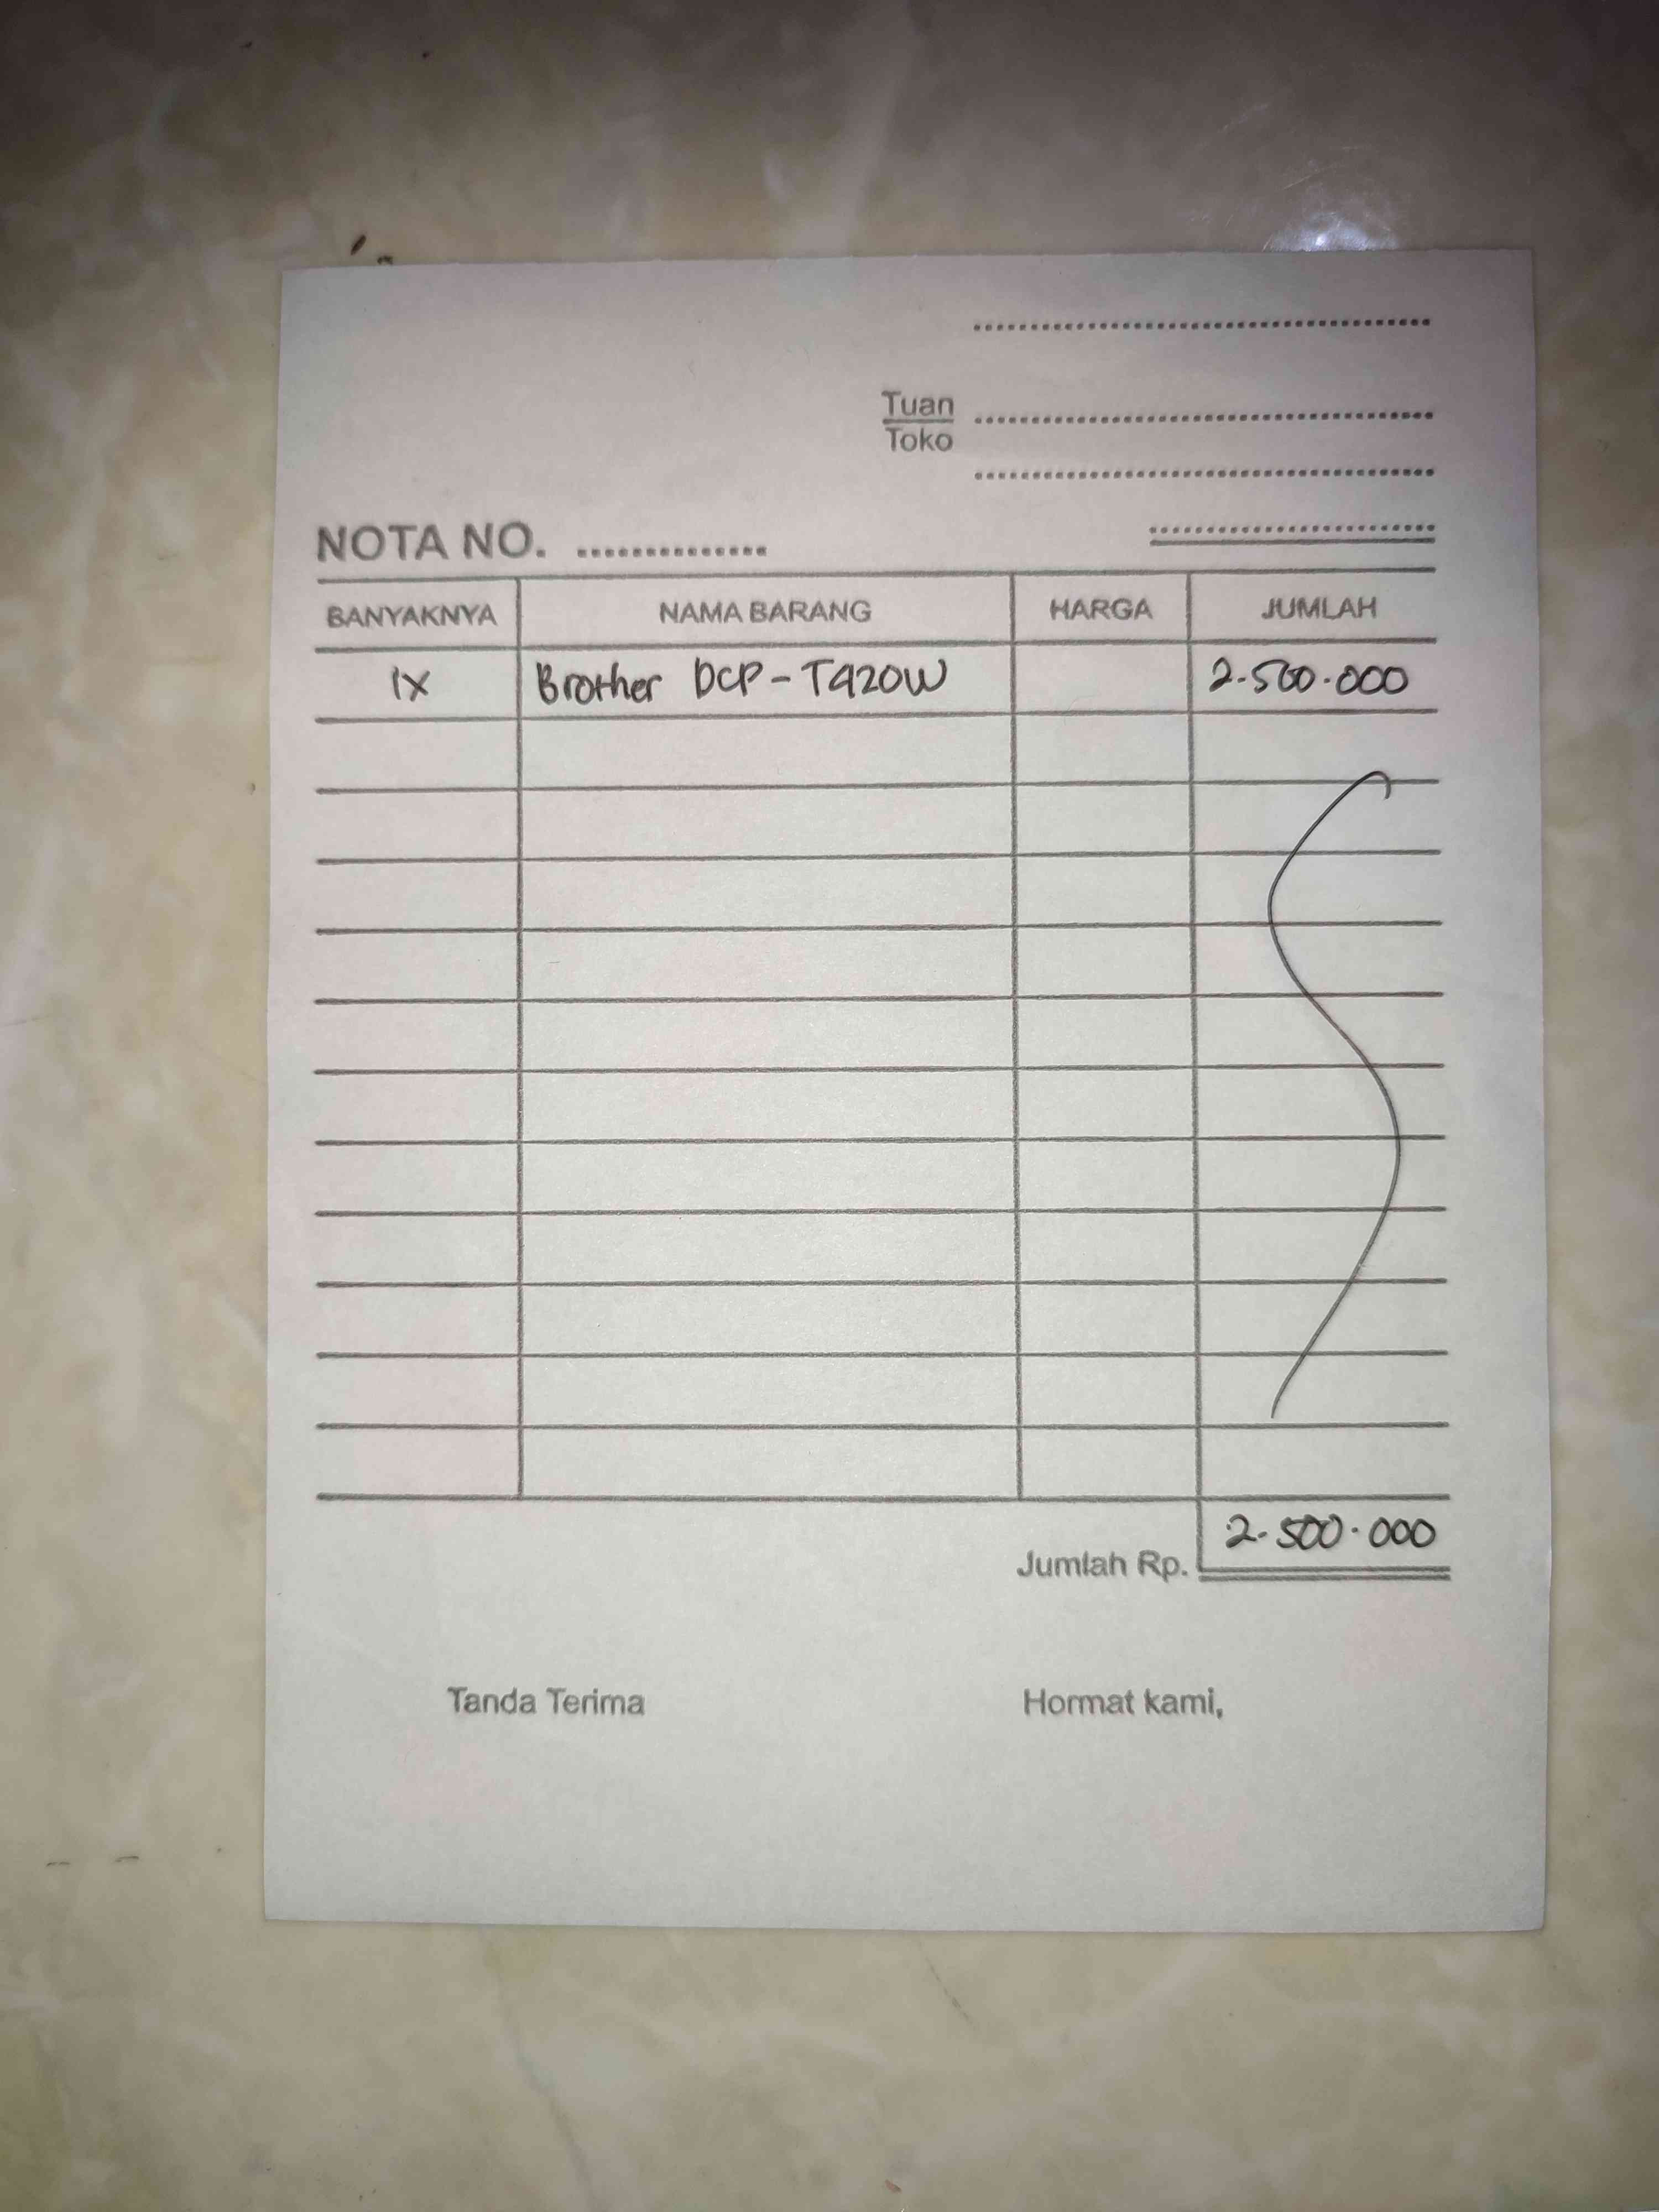 Tuan
Toko
NOTA NO.
BANYAKNYA NAMA BARANG HARGA JUMLAH
1X Brother DCP-T420W 2.500.000
Jumlah Rp. 2.500.000
Tanda Terima Hormat kami,